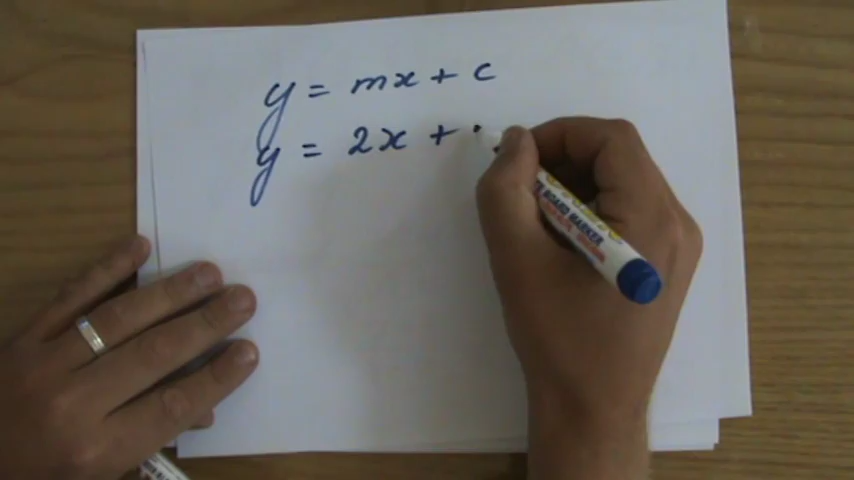 y = mx + c
y = 2x +
BOARD MARKER